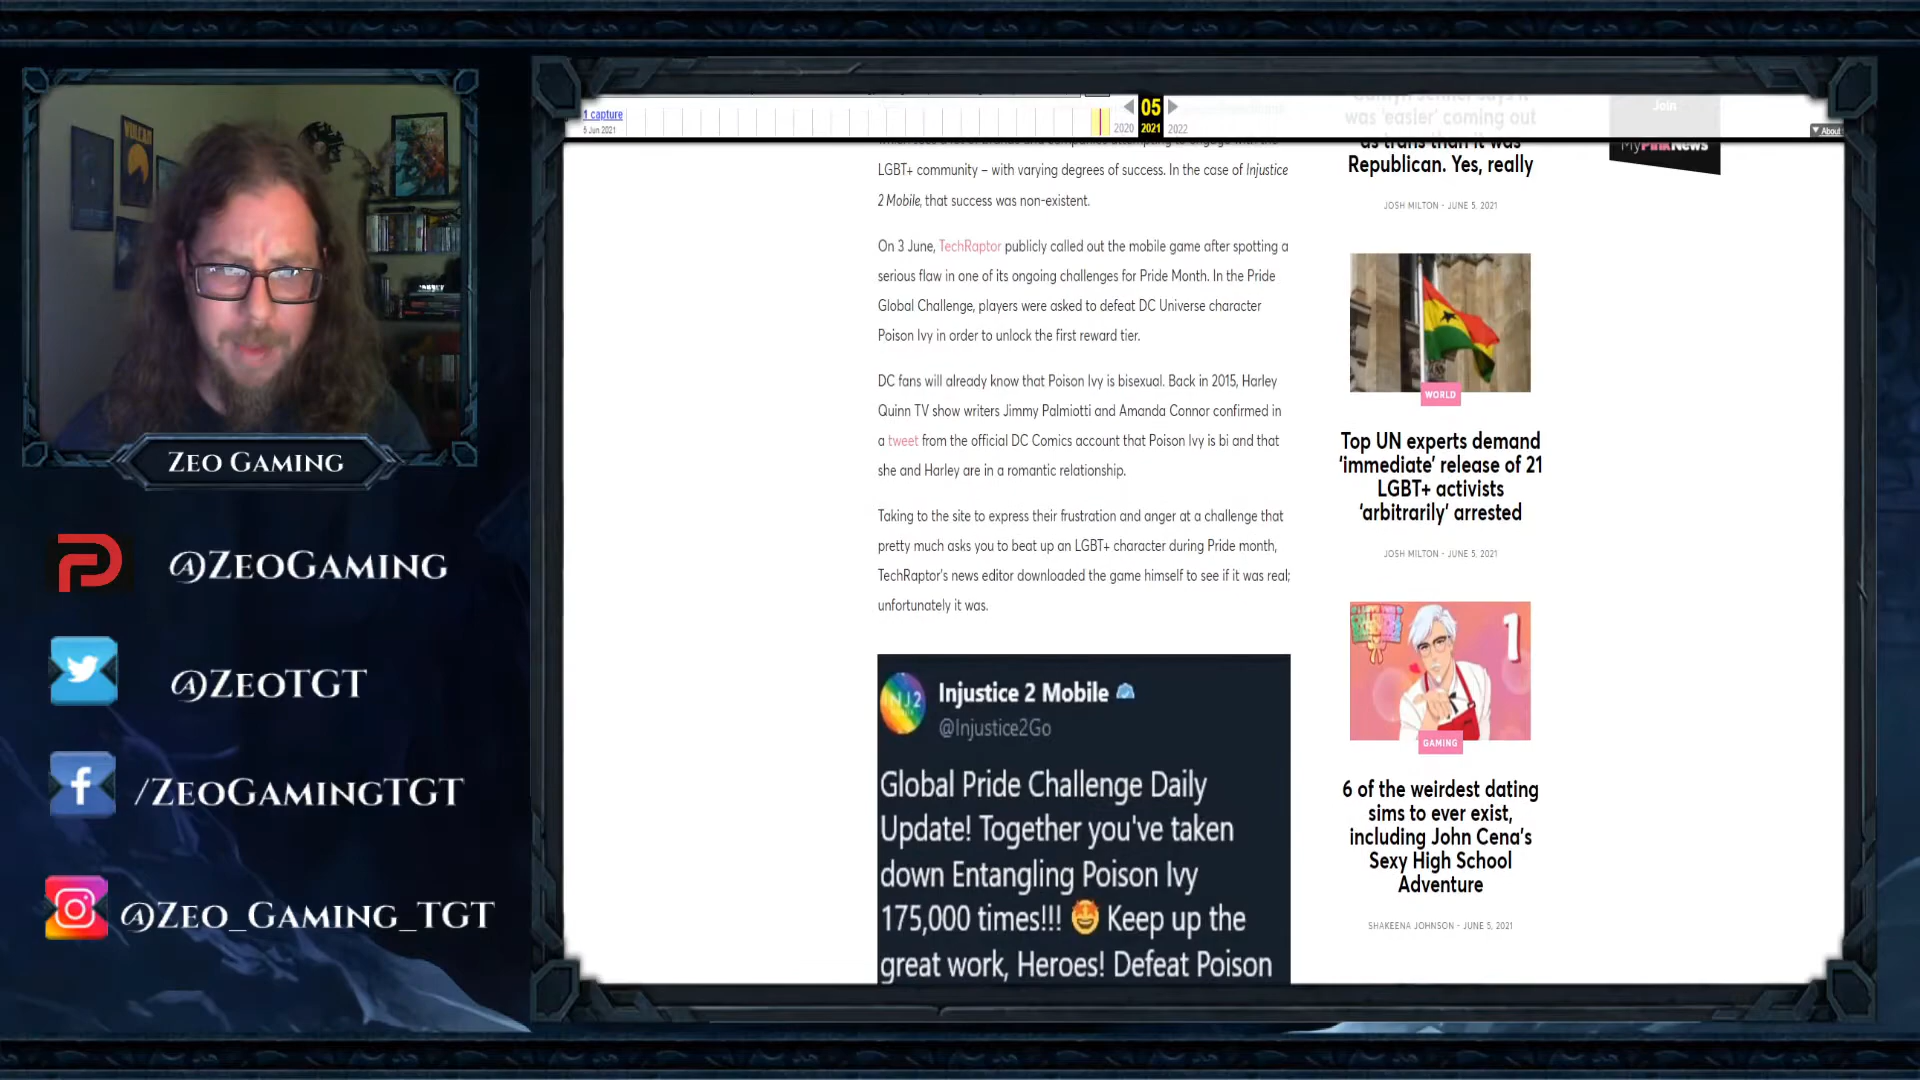 VULCAN
ZEO GAMING
@ZEOGAMING
@ZEOTGT
/ZEOGAMINGTGT
@ZEO_GAMING_TGT
1 capture
5 Jun 2021
05
2020 2021 2022
About
LGBT+ community – with varying degrees of success. In the case of Injustice
2 Mobile, that success was non-existent.
On 3 June, TechRaptor publicly called out the mobile game after spotting a
serious flaw in one of its ongoing challenges for Pride Month. In the Pride
Global Challenge, players were asked to defeat DC Universe character
Poison Ivy in order to unlock the first reward tier.
DC fans will already know that Poison Ivy is bisexual. Back in 2015, Harley
Quinn TV show writers Jimmy Palmiotti and Amanda Connor confirmed in
a tweet from the official DC Comics account that Poison Ivy is bi and that
she and Harley are in a romantic relationship.
Taking to the site to express their frustration and anger at a challenge that
pretty much asks you to beat up an LGBT+ character during Pride month,
TechRaptor's news editor downloaded the game himself to see if it was real;
unfortunately it was.
INJ2
Injustice 2 Mobile
@Injustice2Go
Global Pride Challenge Daily
Update! Together you've taken
down Entangling Poison Ivy
175,000 times!!! 🤩 Keep up the
great work, Heroes! Defeat Poison
was 'easier' coming out
as trans than it was
Republican. Yes, really
JOSH MILTON - JUNE 5, 2021
WORLD
Top UN experts demand
‘immediate’ release of 21
LGBT+ activists
‘arbitrarily’ arrested
JOSH MILTON - JUNE 5, 2021
1
GAMING
6 of the weirdest dating
sims to ever exist,
including John Cena’s
Sexy High School
Adventure
SHAKEENA JOHNSON - JUNE 5, 2021
Join
MyPinkNews